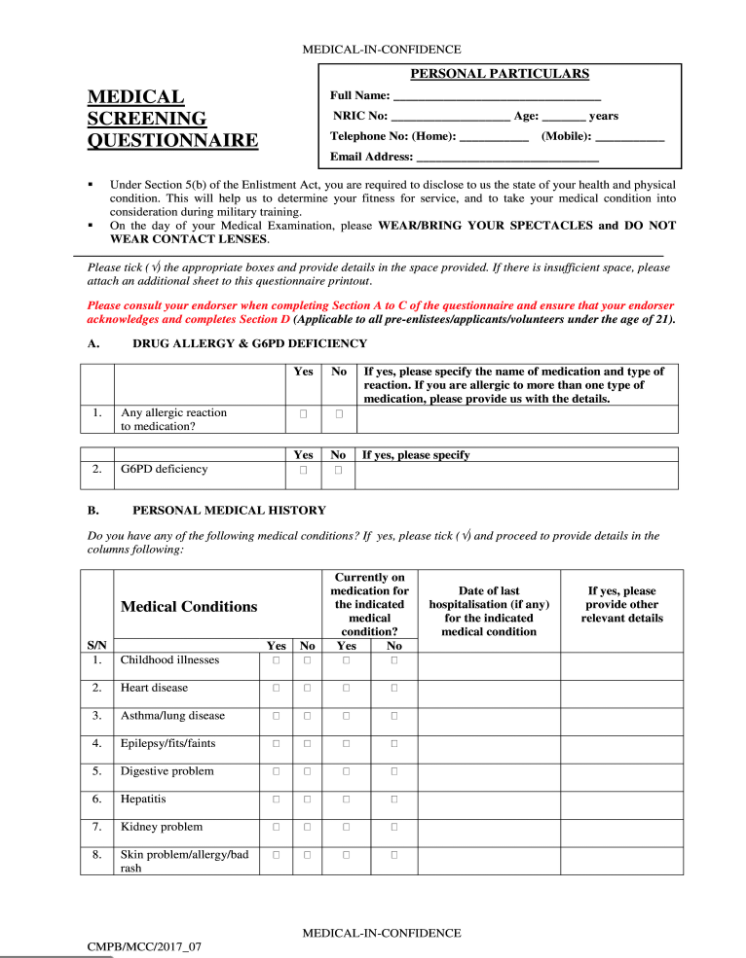 MEDICAL-IN-CONFIDENCE
MEDICAL
SCREENING
QUESTIONNAIRE
PERSONAL PARTICULARS
Full Name: ________________________________
NRIC No: ___________________ Age: _______ years
Telephone No: (Home): ___________ (Mobile): ___________
Email Address: _____________________________
▪ Under Section 5(b) of the Enlistment Act, you are required to disclose to us the state of your health and physical
condition. This will help us to determine your fitness for service, and to take your medical condition into
consideration during military training.
▪ On the day of your Medical Examination, please WEAR/BRING YOUR SPECTACLES and DO NOT
WEAR CONTACT LENSES.
Please tick (√) the appropriate boxes and provide details in the space provided. If there is insufficient space, please
attach an additional sheet to this questionnaire printout.
Please consult your endorser when completing Section A to C of the questionnaire and ensure that your endorser
acknowledges and completes Section D (Applicable to all pre-enlistees/applicants/volunteers under the age of 21).
A. DRUG ALLERGY & G6PD DEFICIENCY
Yes No If yes, please specify the name of medication and type of
reaction. If you are allergic to more than one type of
medication, please provide us with the details.
1. Any allergic reaction □ □
to medication?
Yes No If yes, please specify
2. G6PD deficiency □ □
B. PERSONAL MEDICAL HISTORY
Do you have any of the following medical conditions? If yes, please tick (√) and proceed to provide details in the
columns following:
S/N
Medical Conditions
Yes No
Currently on
medication for
the indicated
medical
condition?
Yes No
Date of last
hospitalisation (if any)
for the indicated
medical condition
If yes, please
provide other
relevant details
1. Childhood illnesses □ □ □ □
2. Heart disease □ □ □ □
3. Asthma/lung disease □ □ □ □
4. Epilepsy/fits/faints □ □ □ □
5. Digestive problem □ □ □ □
6. Hepatitis □ □ □ □
7. Kidney problem □ □ □ □
8. Skin problem/allergy/bad □ □ □ □
rash
MEDICAL-IN-CONFIDENCE
CMPB/MCC/2017_07